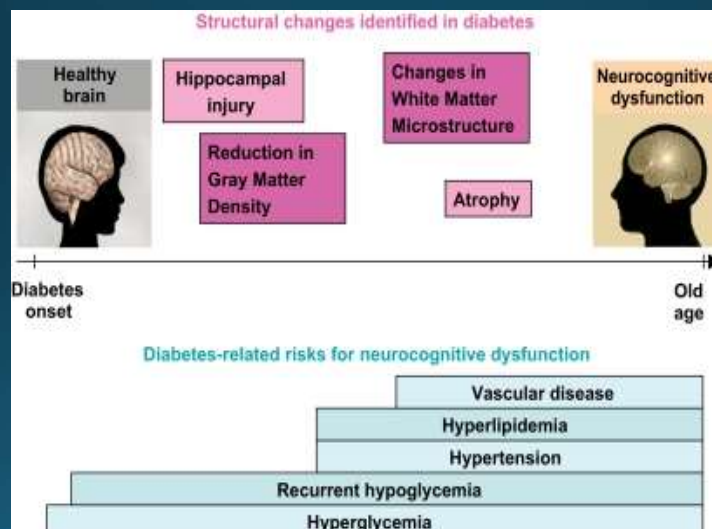 Structural changes identified in diabetes
Healthy
brain
Hippocampal
injury
Reduction in
Gray Matter
Density
Changes in
White Matter
Microstructure
Atrophy
Neurocognitive
dysfunction
Diabetes
onset
Old
age
Diabetes-related risks for neurocognitive dysfunction
Vascular disease
Hyperlipidemia
Hypertension
Recurrent hypoglycemia
Hyperglycemia